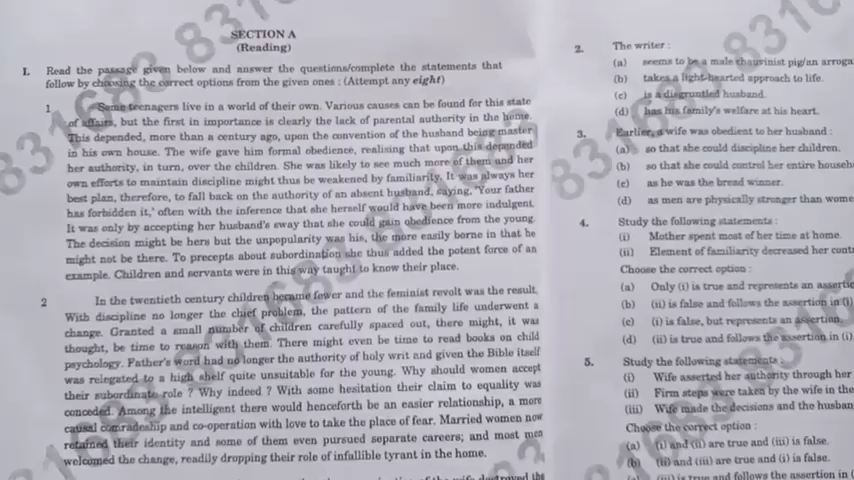 SECTION A
(Reading)
1. Read the passage given below and answer the questions/complete the statements that
follow by choosing the correct options from the given ones : (Attempt any eight)
1 Some teenagers live in a world of their own. Various causes can be found for this state
of affairs, but the first in importance is clearly the lack of parental authority in the home.
This depended, more than a century ago, upon the convention of the husband being master
in his own house. The wife gave him formal obedience, realising that upon this depended
her authority, in turn, over the children. She was likely to see much more of them and her
own efforts to maintain discipline might thus be weakened by familiarity. It was always her
best plan, therefore, to fall back on the authority of an absent husband, saying, 'Your father
has forbidden it,' often with the inference that she herself would have been more indulgent.
It was only by accepting her husband's sway that she could gain obedience from the young.
The decision might be hers but the unpopularity was his, the more easily borne in that he
might not be there. To precepts about subordination she thus added the potent force of an
example. Children and servants were in this way taught to know their place.
2 In the twentieth century children became fewer and the feminist revolt was the result.
With discipline no longer the chief problem, the pattern of the family life underwent a
change. Granted a small number of children carefully spaced out, there might, it was
thought, be time to reason with them. There might even be time to read books on child
psychology. Father's word had no longer the authority of holy writ and given the Bible itself
was relegated to a high shelf quite unsuitable for the young. Why should women accept
their subordinate role ? Why indeed ? With some hesitation their claim to equality was
conceded. Among the intelligent there would henceforth be an easier relationship, a more
causal comradeship and co-operation with love to take the place of fear. Married women now
retained their identity and some of them even pursued separate careers; and most men
welcomed the change, readily dropping their role of infallible tyrant in the home.
of the wife destroyed the
2. The writer :
(a) seems to be a male chauvinist pig/an arroga
(b) takes a light-hearted approach to life.
(c) is a disgruntled husband.
(d) has his family's welfare at his heart.
3. Earlier, a wife was obedient to her husband :
(a) so that she could discipline her children.
(b) so that she could control her entire househ
(c) as he was the bread winner.
(d) as men are physically stronger than wome
4. Study the following statements :
(i) Mother spent most of her time at home.
(ii) Element of familiarity decreased her cont
Choose the correct option :
(a) Only (i) is true and represents an assertio
(b) (ii) is false and follows the assertion in (i)
(c) (i) is false, but represents an assertion.
(d) (ii) is true and follows the assertion in (i).
5. Study the following statements :
(i) Wife asserted her authority through her
(ii) Firm steps were taken by the wife in the
(iii) Wife made the decisions and the husban
Choose the correct option :
(a) (i) and (ii) are true and (iii) is false.
(b) (ii) and (iii) are true and (i) is false.
(iii) is true and follows the assertion in (
831683
831683
831683